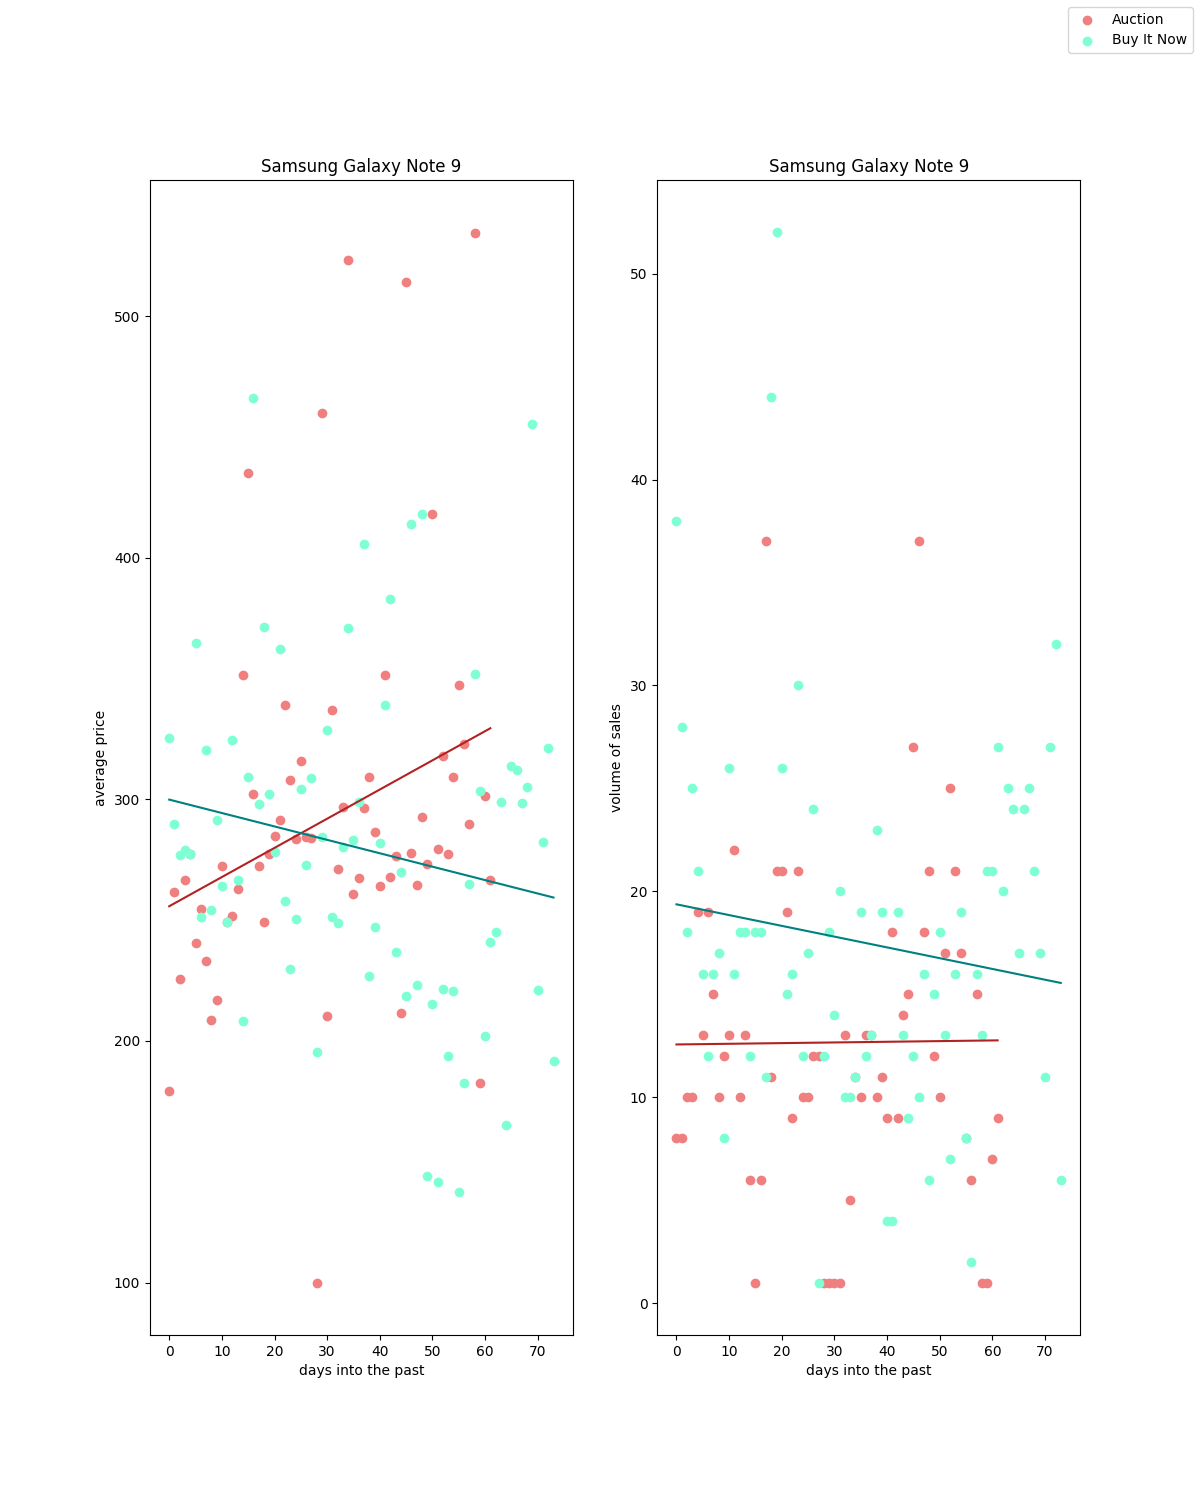 Auction
Buy It Now
Samsung Galaxy Note 9
average price
500
400
300
200
100
0 10 20 30 40 50 60 70
days into the past
Samsung Galaxy Note 9
volume of sales
50
40
30
20
10
0
0 10 20 30 40 50 60 70
days into the past